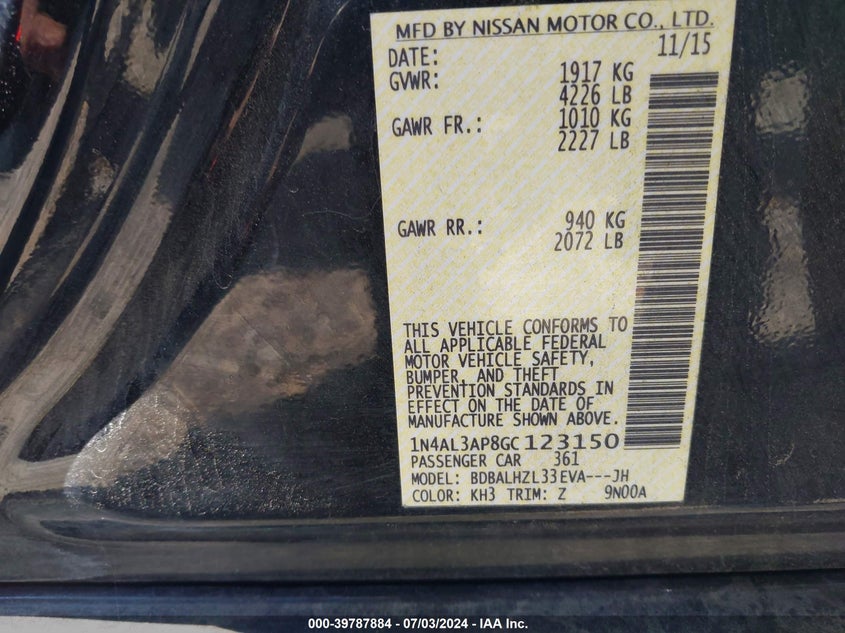 MFD BY NISSAN MOTOR CO., LTD.
DATE: 11/15
GVWR: 1917 KG
4226 LB
GAWR FR.: 1010 KG
2227 LB
GAWR RR.: 940 KG
2072 LB
THIS VEHICLE CONFORMS TO
ALL APPLICABLE FEDERAL
MOTOR VEHICLE SAFETY,
BUMPER, AND THEFT
PREVENTION STANDARDS IN
EFFECT ON THE DATE OF
MANUFACTURE SHOWN ABOVE.
1N4AL3AP8GC 123150
PASSENGER CAR 361
MODEL: BDBALHZL33EVA---JH
COLOR: KH3 TRIM: Z 9N00A
000-39787884 - 07/03/2024 - IAA Inc.